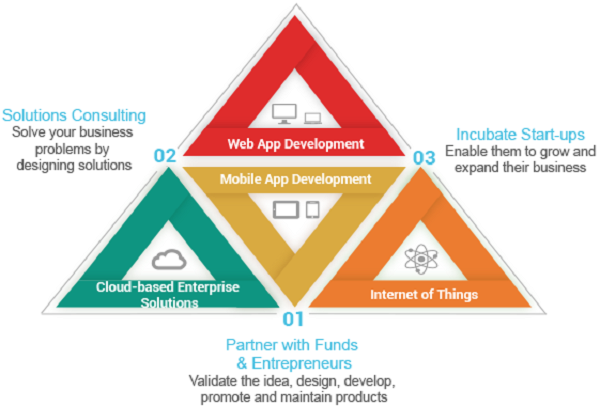 Web App Development
Solutions Consulting
Solve your business
problems by
designing solutions
02
03
Incubate Start-ups
Enable them to grow and
expand their business
Mobile App Development
Cloud-based Enterprise
Solutions
Internet of Things
01
Partner with Funds
& Entrepreneurs
Validate the idea, design, develop,
promote and maintain products